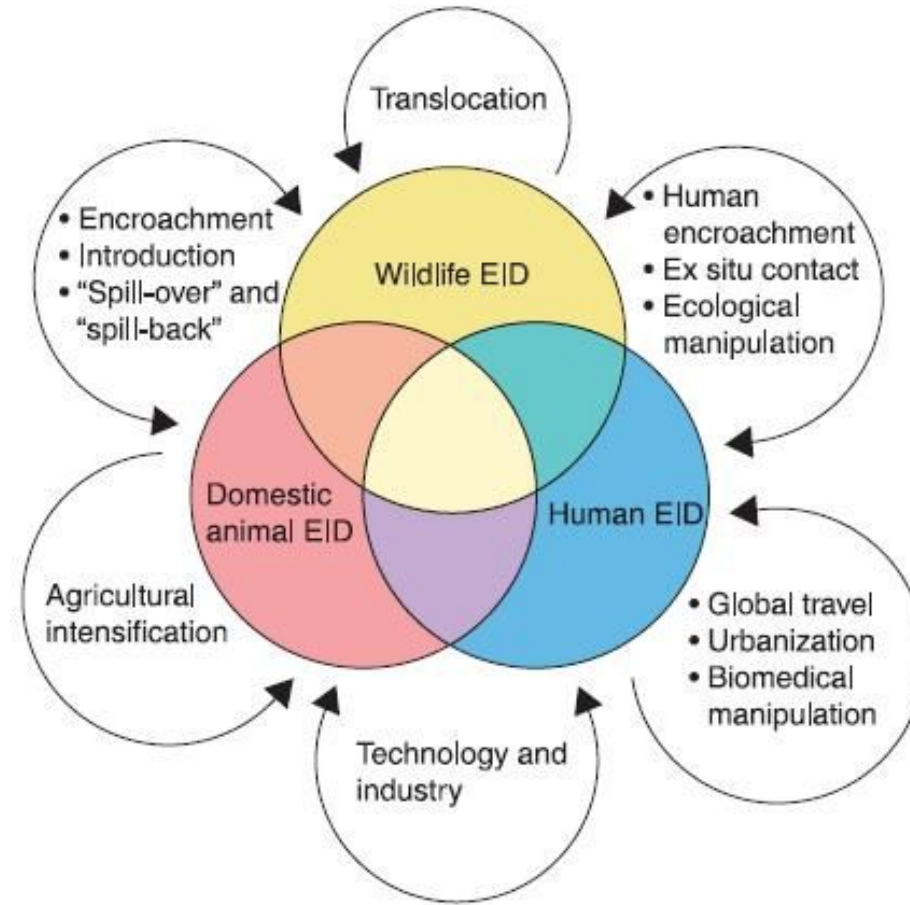 Translocation
• Encroachment
• Introduction
• “Spill-over” and
“spill-back”
• Human
encroachment
• Ex situ contact
• Ecological
manipulation
Wildlife EID
Domestic
animal EID
Human EID
Agricultural
intensification
• Global travel
• Urbanization
• Biomedical
manipulation
Technology and
industry